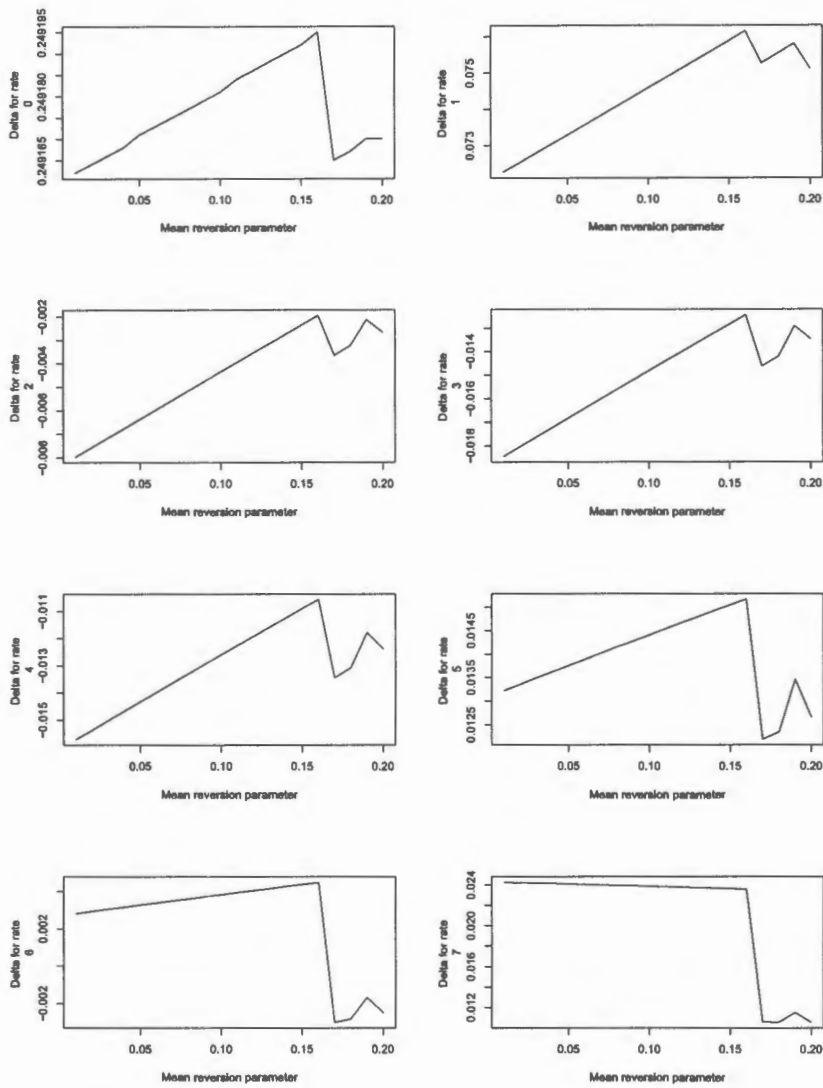 Delta for rate
0
0.249195
0.249180
0.249165
0.05 0.10 0.15 0.20
Mean reversion parameter
Delta for rate
1
0.075
0.073
0.05 0.10 0.15 0.20
Mean reversion parameter
Delta for rate
2
-0.002
-0.004
-0.006
-0.008
0.05 0.10 0.15 0.20
Mean reversion parameter
Delta for rate
3
-0.014
-0.016
-0.018
0.05 0.10 0.15 0.20
Mean reversion parameter
Delta for rate
4
-0.011
-0.013
-0.015
0.05 0.10 0.15 0.20
Mean reversion parameter
Delta for rate
5
0.0145
0.0135
0.0125
0.05 0.10 0.15 0.20
Mean reversion parameter
Delta for rate
6
0.002
-0.002
0.05 0.10 0.15 0.20
Mean reversion parameter
Delta for rate
7
0.024
0.020
0.016
0.012
0.05 0.10 0.15 0.20
Mean reversion parameter